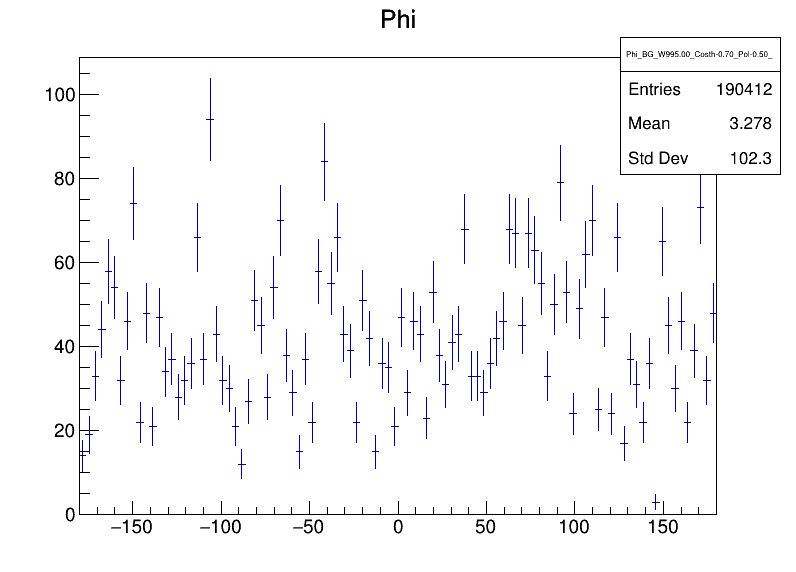 Phi
Phi_BG_W995.00_Costh-0.70_Pol-0.50_
Entries 190412
Mean 3.278
Std Dev 102.3
100
80
60
40
20
0
−150 −100 −50 0 50 100 150